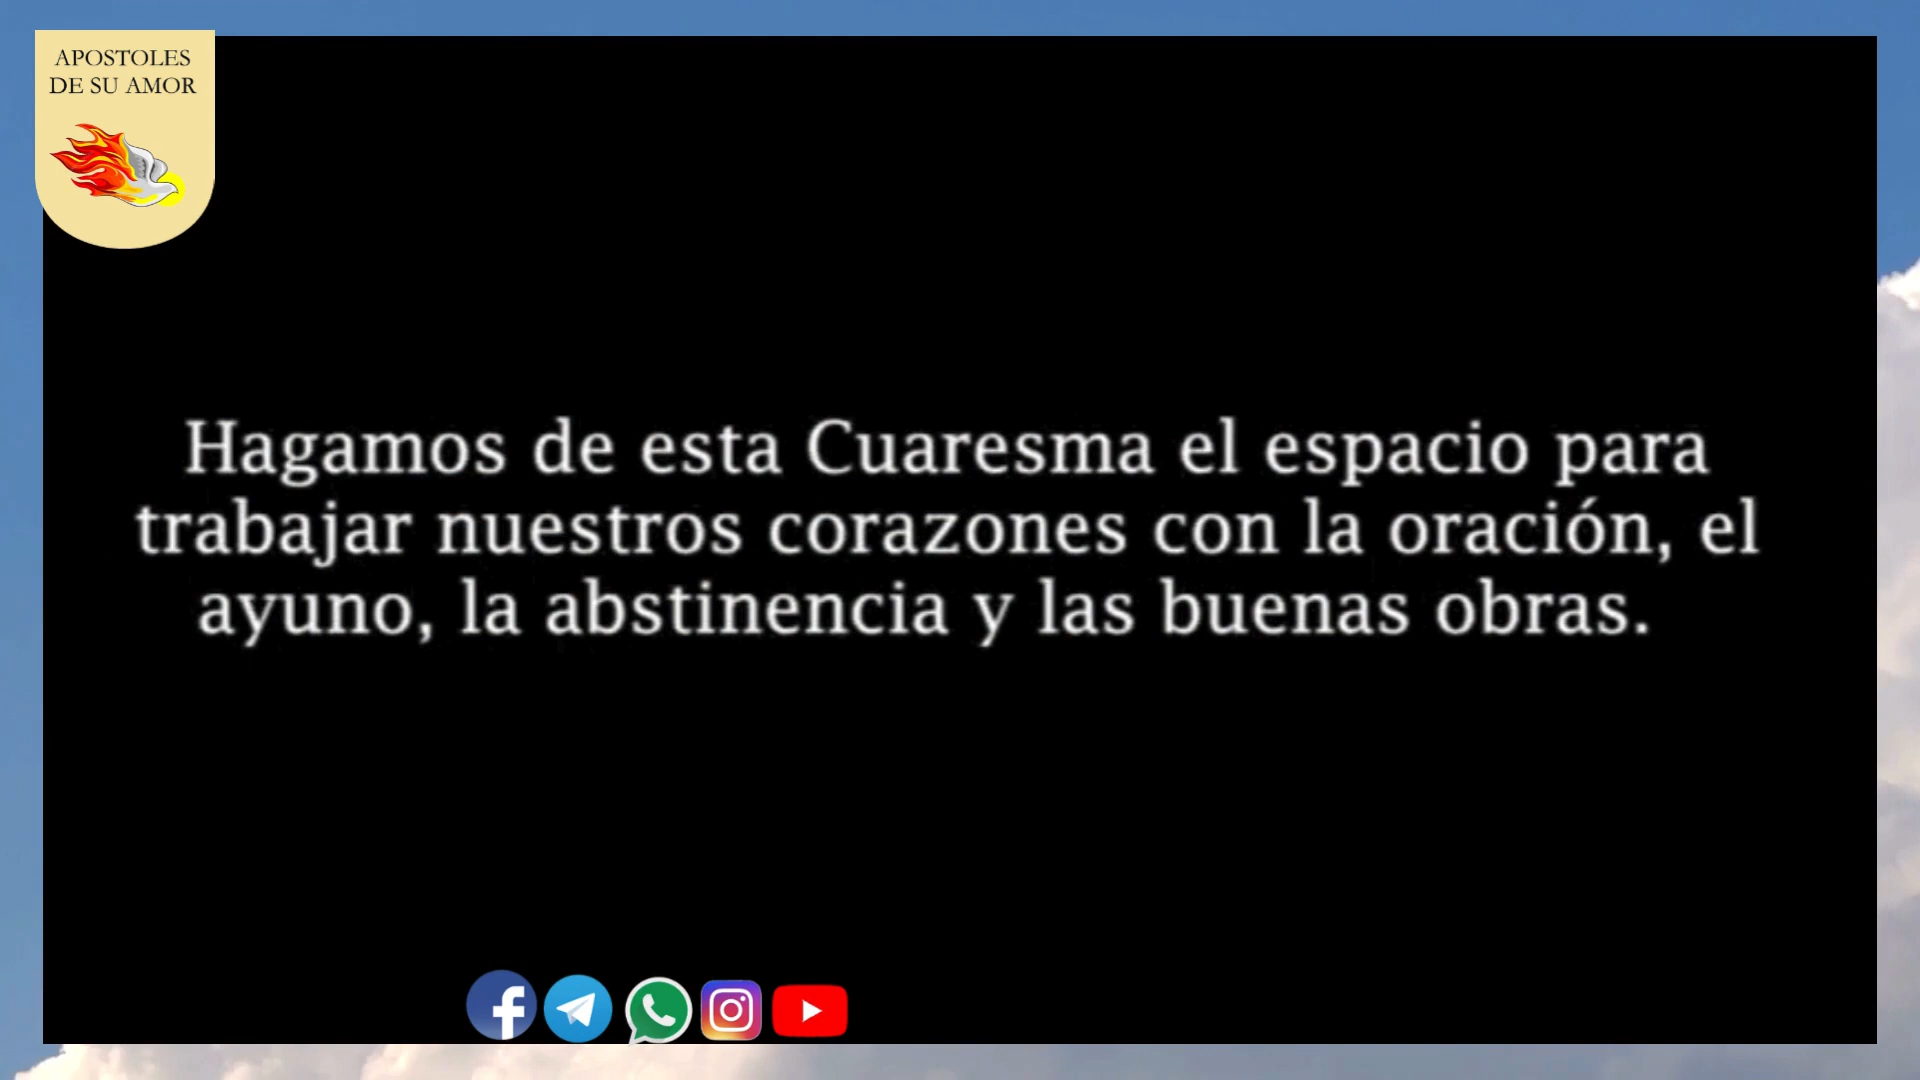 APOSTOLES
DE SU AMOR
Hagamos de esta Cuaresma el espacio para
trabajar nuestros corazones con la oración, el
ayuno, la abstinencia y las buenas obras.